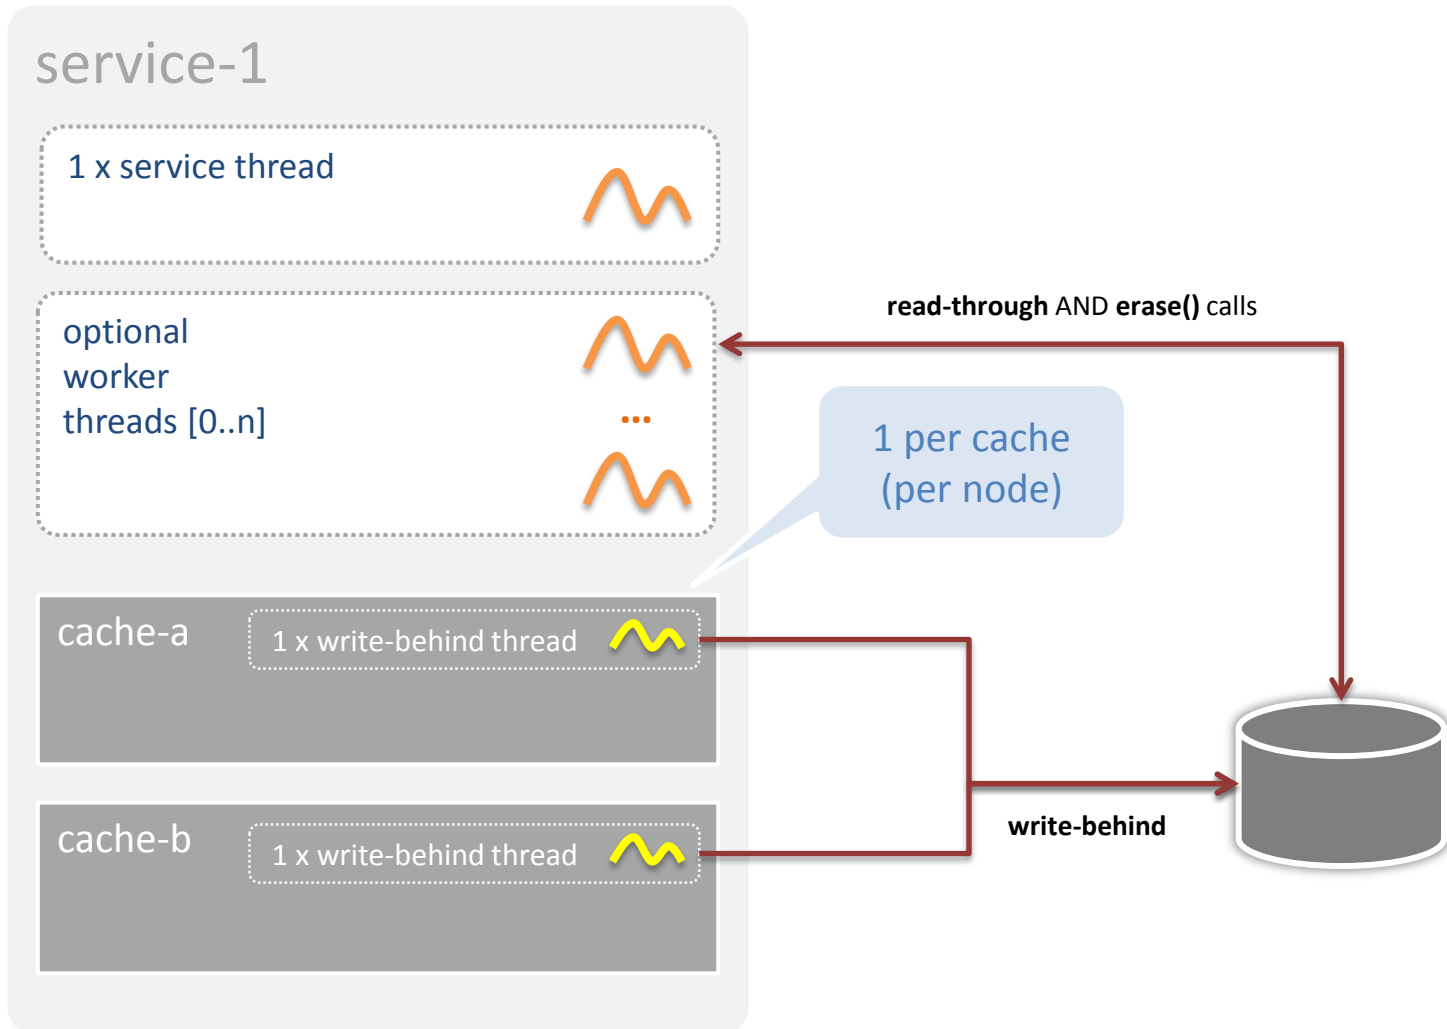 service-1
1 x service thread
optional
worker
threads [0..n]
...
read-through AND erase() calls
1 per cache
(per node)
cache-a
1 x write-behind thread
write-behind
cache-b
1 x write-behind thread